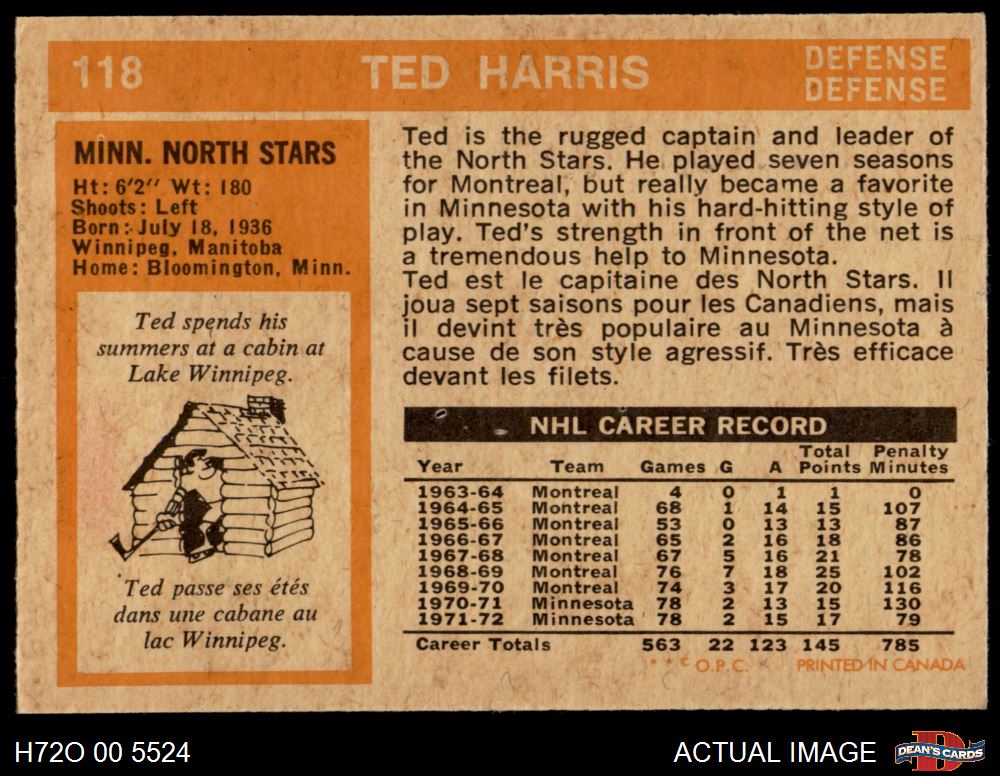 118 TED HARRIS DEFENSE
DEFENSE
MINN. NORTH STARS
Ht: 6'2" Wt: 180
Shoots: Left
Born: July 18, 1936
Winnipeg, Manitoba
Home: Bloomington, Minn.
Ted spends his
summers at a cabin at
Lake Winnipeg.
Ted passe ses étés
dans une cabane au
lac Winnipeg.
Ted is the rugged captain and leader of
the North Stars. He played seven seasons
for Montreal, but really became a favorite
in Minnesota with his hard-hitting style of
play. Ted's strength in front of the net is
a tremendous help to Minnesota.
Ted est le capitaine des North Stars. Il
joua sept saisons pour les Canadiens, mais
il devint très populaire au Minnesota à
cause de son style agressif. Très efficace
devant les filets.
NHL CAREER RECORD
Year Team Games G A Total Points Penalty Minutes
1963-64 Montreal 4 0 1 1 0
1964-65 Montreal 68 1 14 15 107
1965-66 Montreal 53 0 13 13 87
1966-67 Montreal 65 2 16 18 86
1967-68 Montreal 67 5 16 21 78
1968-69 Montreal 76 7 18 25 102
1969-70 Montreal 74 3 17 20 116
1970-71 Minnesota 78 2 13 15 130
1971-72 Minnesota 78 2 15 17 79
Career Totals 563 22 123 145 785
* * © O.P.C. PRINTED IN CANADA
H72O 00 5524 ACTUAL IMAGE DEAN'S CARDS